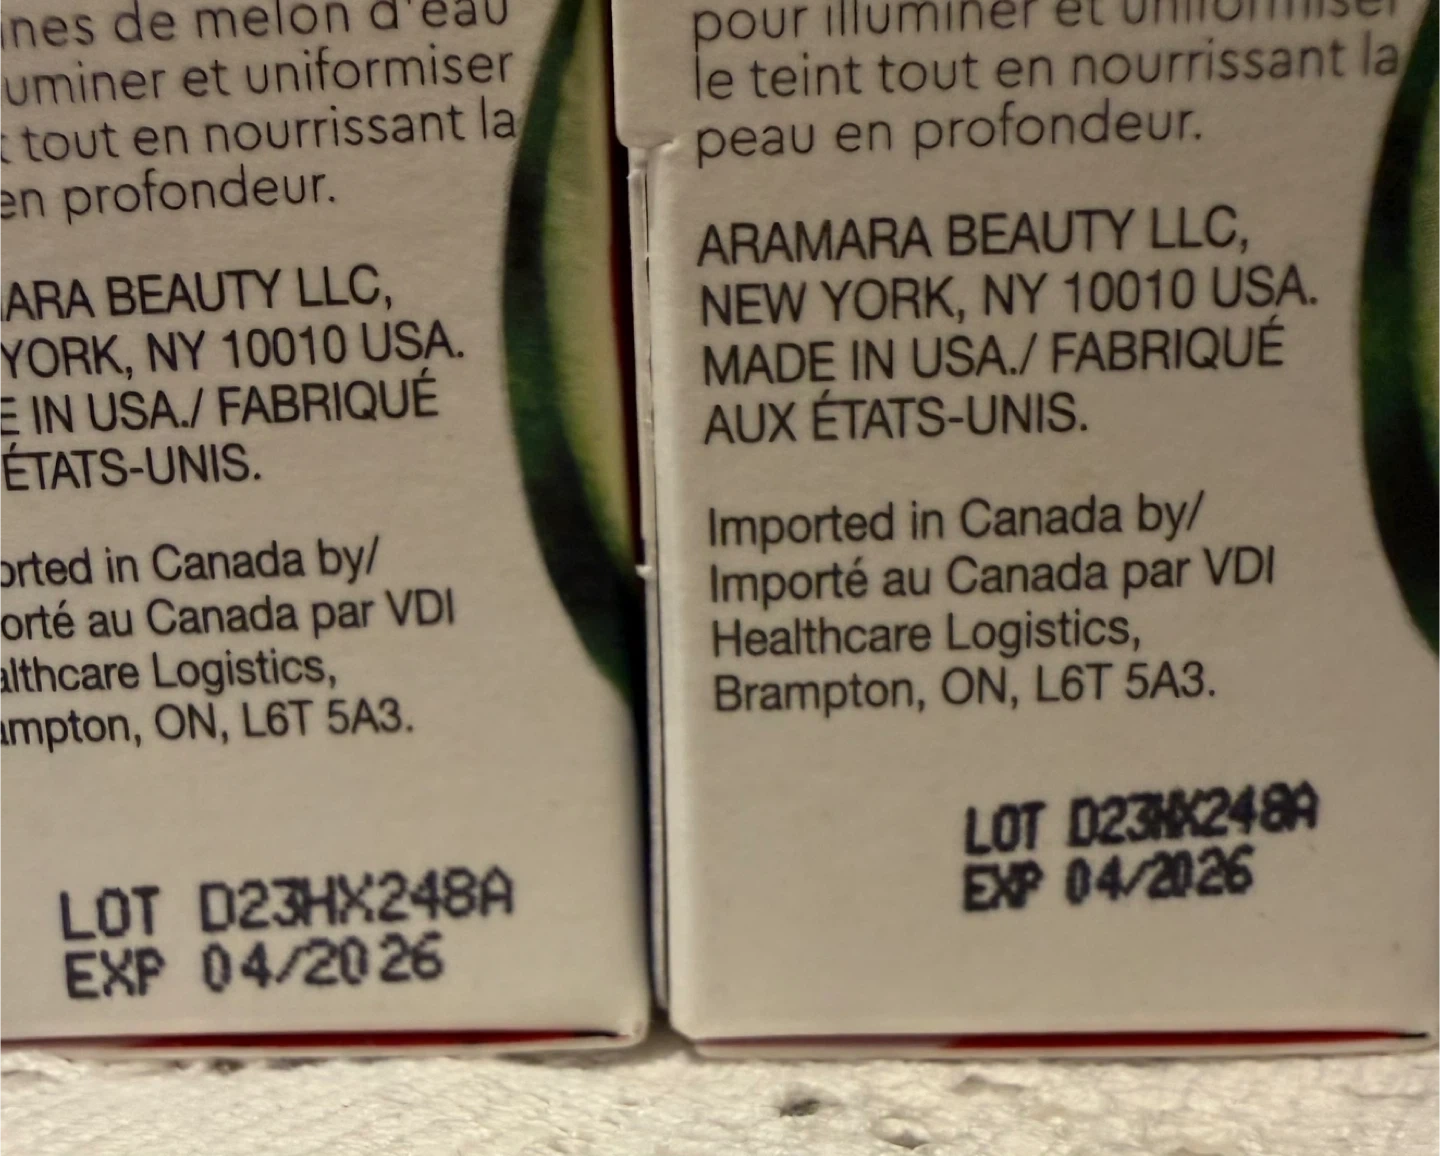 nes de melon d'eau
uminer et uniformiser
tout en nourrissant la
en profondeur.
ARA BEAUTY LLC,
YORK, NY 10010 USA.
E IN USA./ FABRIQUÉ
ÉTATS-UNIS.
orted in Canada by/
orté au Canada par VDI
althcare Logistics,
ampton, ON, L6T 5A3.
LOT D23HX248A
EXP 04/2026
pour illuminer et uniformiser
le teint tout en nourrissant la
peau en profondeur.
ARAMARA BEAUTY LLC,
NEW YORK, NY 10010 USA.
MADE IN USA./ FABRIQUÉ
AUX ÉTATS-UNIS.
Imported in Canada by/
Importé au Canada par VDI
Healthcare Logistics,
Brampton, ON, L6T 5A3.
LOT D23HX248A
EXP 04/2026